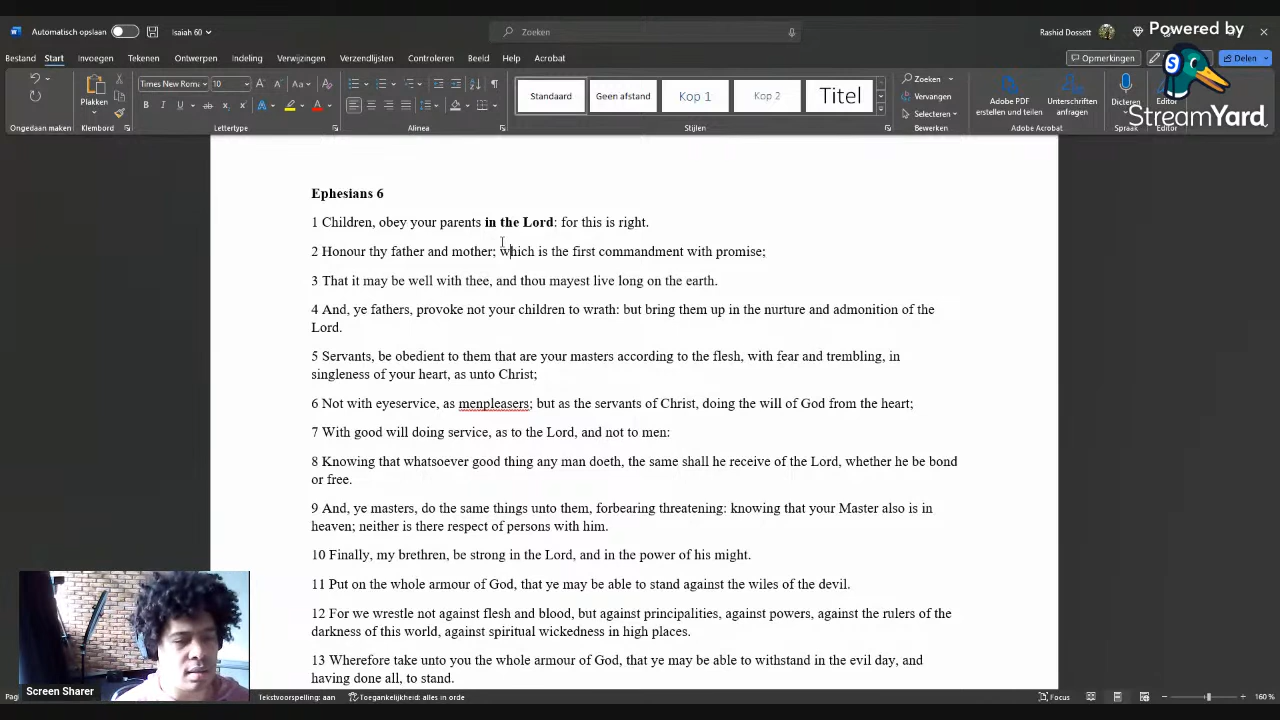 Automatisch opslaan
Isaiah 60
Zoeken
Rashid Dossett
Powered by
Bestand Start Invoegen Tekenen Ontwerpen Indeling Verwijzingen Verzendlijsten Controleren Beeld Help Acrobat
Opmerkingen
Delen
StreamYard
Times New Roma 10
Plakken
Standaard
Geen afstand
Kop 1
Kop 2
Titel
Zoeken
Vervangen
Selecteren
Adobe PDF
erstellen und teilen
Unterschriften
anfragen
Dicteren
Editor
Ongedaan maken Klembord Lettertype Alinea Stijlen Bewerken Adobe Acrobat Spraak Editor
Ephesians 6
1 Children, obey your parents in the Lord: for this is right.
2 Honour thy father and mother; which is the first commandment with promise;
3 That it may be well with thee, and thou mayest live long on the earth.
4 And, ye fathers, provoke not your children to wrath: but bring them up in the nurture and admonition of the
Lord.
5 Servants, be obedient to them that are your masters according to the flesh, with fear and trembling, in
singleness of your heart, as unto Christ;
6 Not with eyeservice, as menpleasers; but as the servants of Christ, doing the will of God from the heart;
7 With good will doing service, as to the Lord, and not to men:
8 Knowing that whatsoever good thing any man doeth, the same shall he receive of the Lord, whether he be bond
or free.
9 And, ye masters, do the same things unto them, forbearing threatening: knowing that your Master also is in
heaven; neither is there respect of persons with him.
10 Finally, my brethren, be strong in the Lord, and in the power of his might.
11 Put on the whole armour of God, that ye may be able to stand against the wiles of the devil.
12 For we wrestle not against flesh and blood, but against principalities, against powers, against the rulers of the
darkness of this world, against spiritual wickedness in high places.
13 Wherefore take unto you the whole armour of God, that ye may be able to withstand in the evil day, and
having done all, to stand.
Screen Sharer
Pagi
Tekstvoorspelling: aan
Toegankelijkheid: alles in orde
Focus
160 %